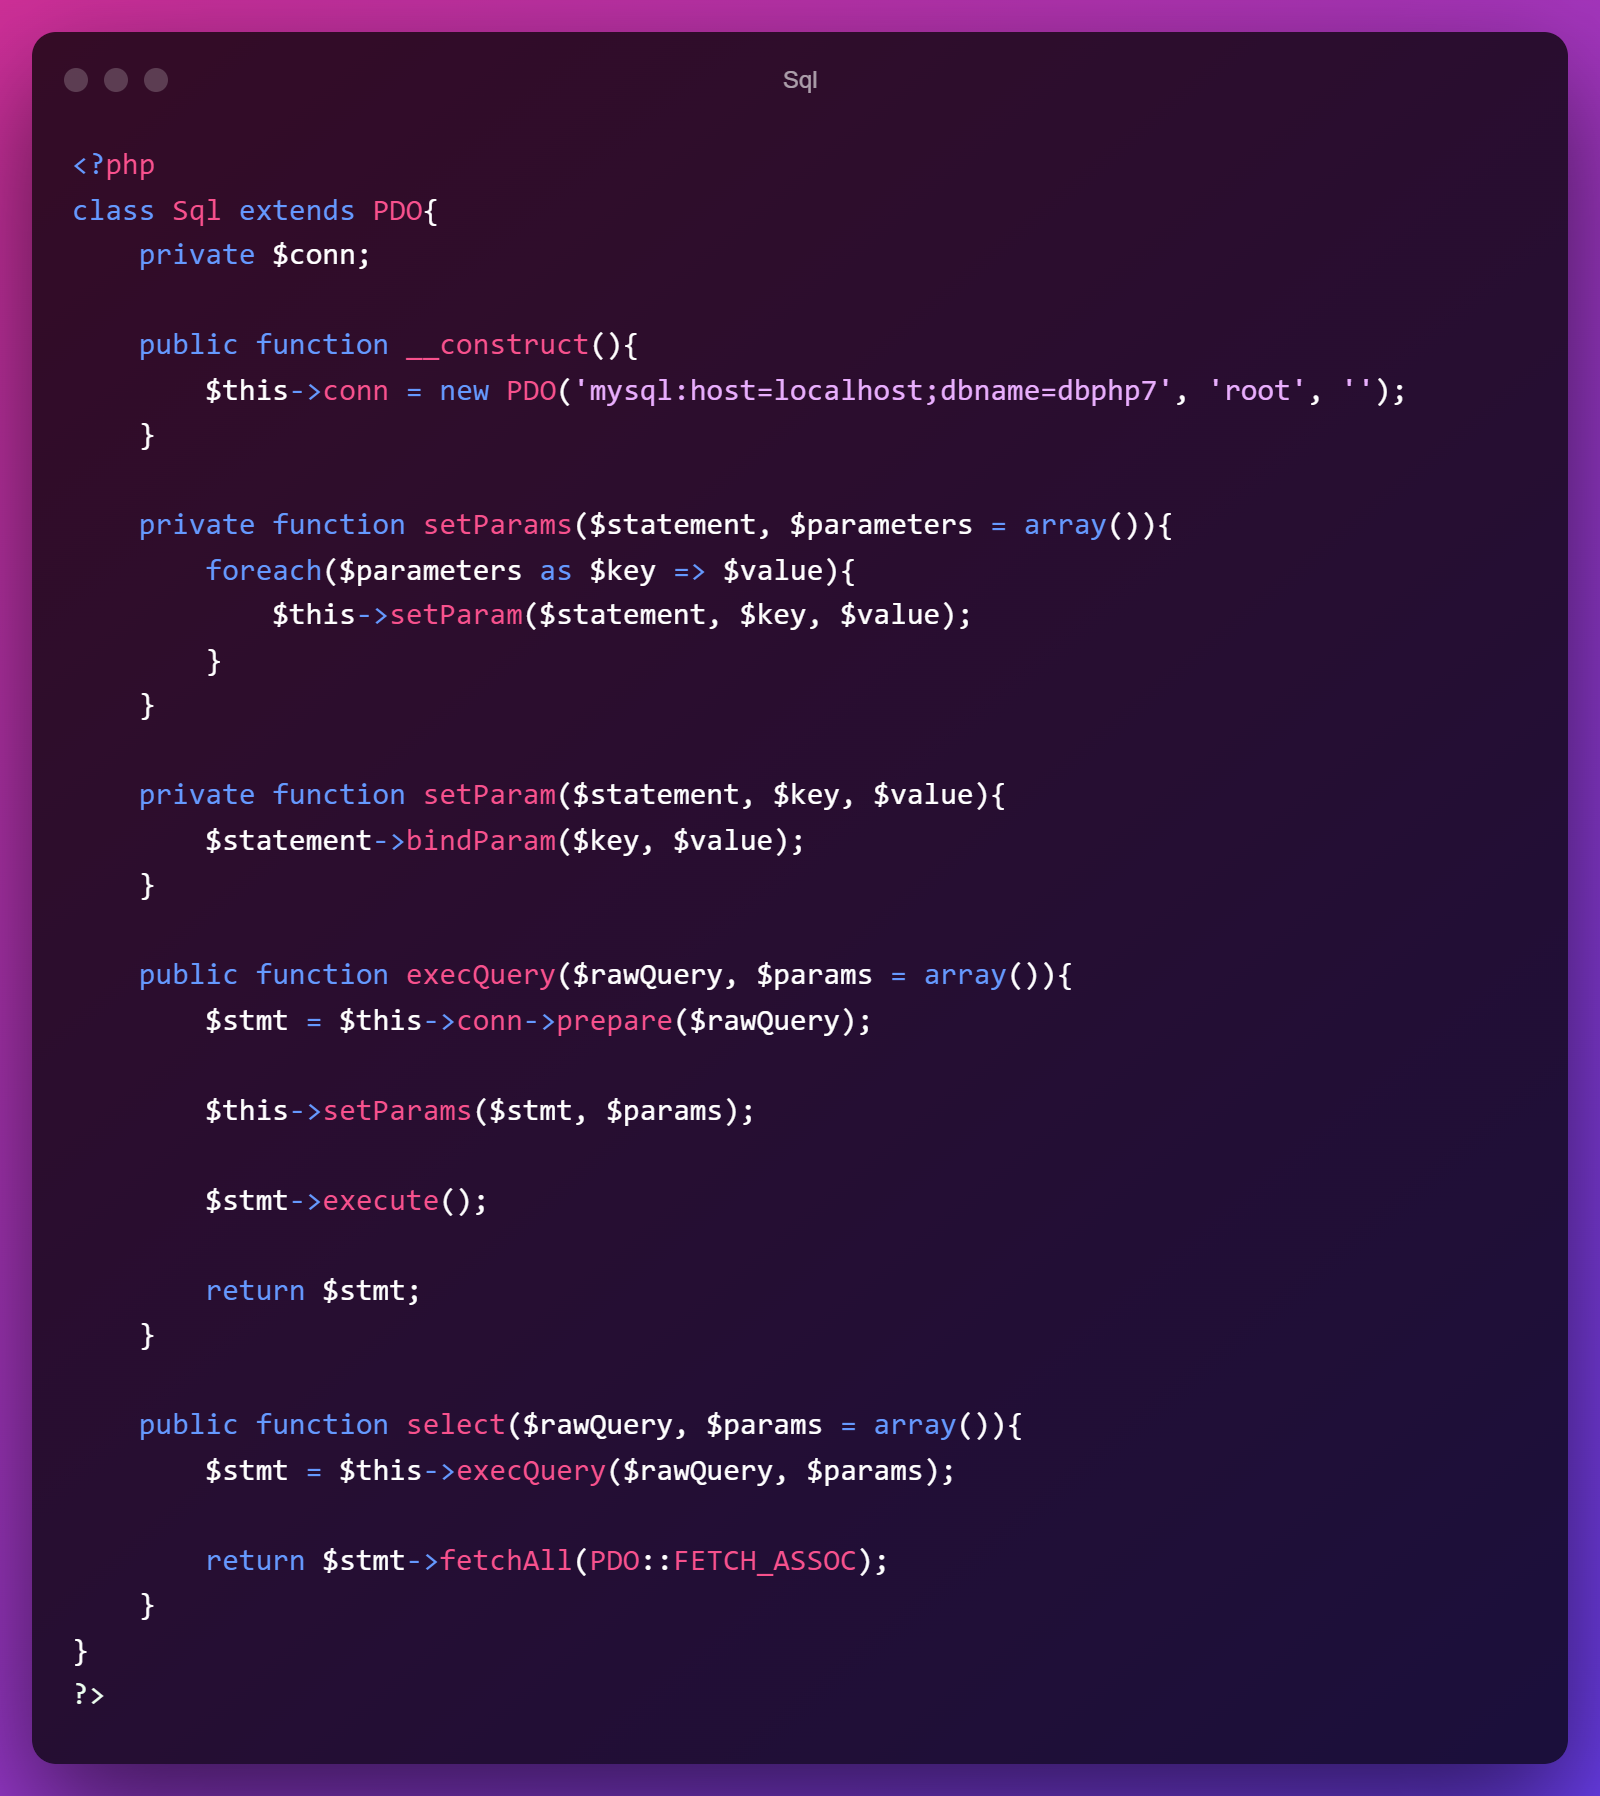 Sql
<?php
class Sql extends PDO{
    private $conn;

    public function __construct(){
        $this->conn = new PDO('mysql:host=localhost;dbname=dbphp7', 'root', '');
    }

    private function setParams($statement, $parameters = array()){
        foreach($parameters as $key => $value){
            $this->setParam($statement, $key, $value);
        }
    }

    private function setParam($statement, $key, $value){
        $statement->bindParam($key, $value);
    }

    public function execQuery($rawQuery, $params = array()){
        $stmt = $this->conn->prepare($rawQuery);

        $this->setParams($stmt, $params);

        $stmt->execute();

        return $stmt;
    }

    public function select($rawQuery, $params = array()){
        $stmt = $this->execQuery($rawQuery, $params);

        return $stmt->fetchAll(PDO::FETCH_ASSOC);
    }
}
?>